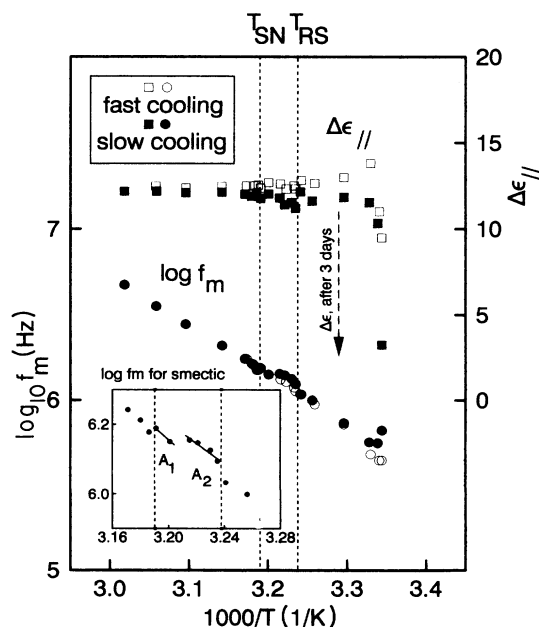 T_SN T_RS
fast cooling
slow cooling
Δϵ_//
log f_m
Δϵ, after 3 days
log₁₀ f_m (Hz)
7
6
5
20
15
10
5
0
Δϵ_//
log fm for smectic
6.2
6.0
A₁
A₂
3.16 3.20 3.24 3.28
3.0 3.1 3.2 3.3 3.4
1000/T (1/K)